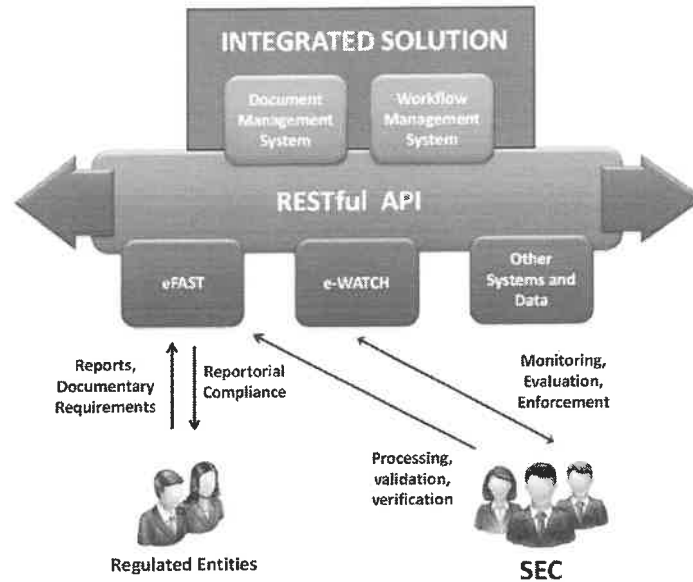 INTEGRATED SOLUTION
Document
Management
System
Workflow
Management
System
RESTful API
eFAST
e-WATCH
Other
Systems and
Data
Reports,
Documentary
Requirements
Reportorial
Compliance
Monitoring,
Evaluation,
Enforcement
Processing,
validation,
verification
Regulated Entities
SEC